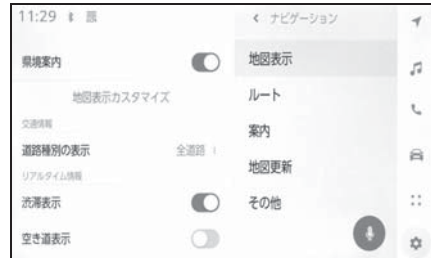 11:29
県境案内
地図表示カスタマイズ
交通情報
道路種別の表示 全道路
リアルタイム情報
渋滞表示
空き道表示
ナビゲーション
地図表示
ルート
案内
地図更新
その他